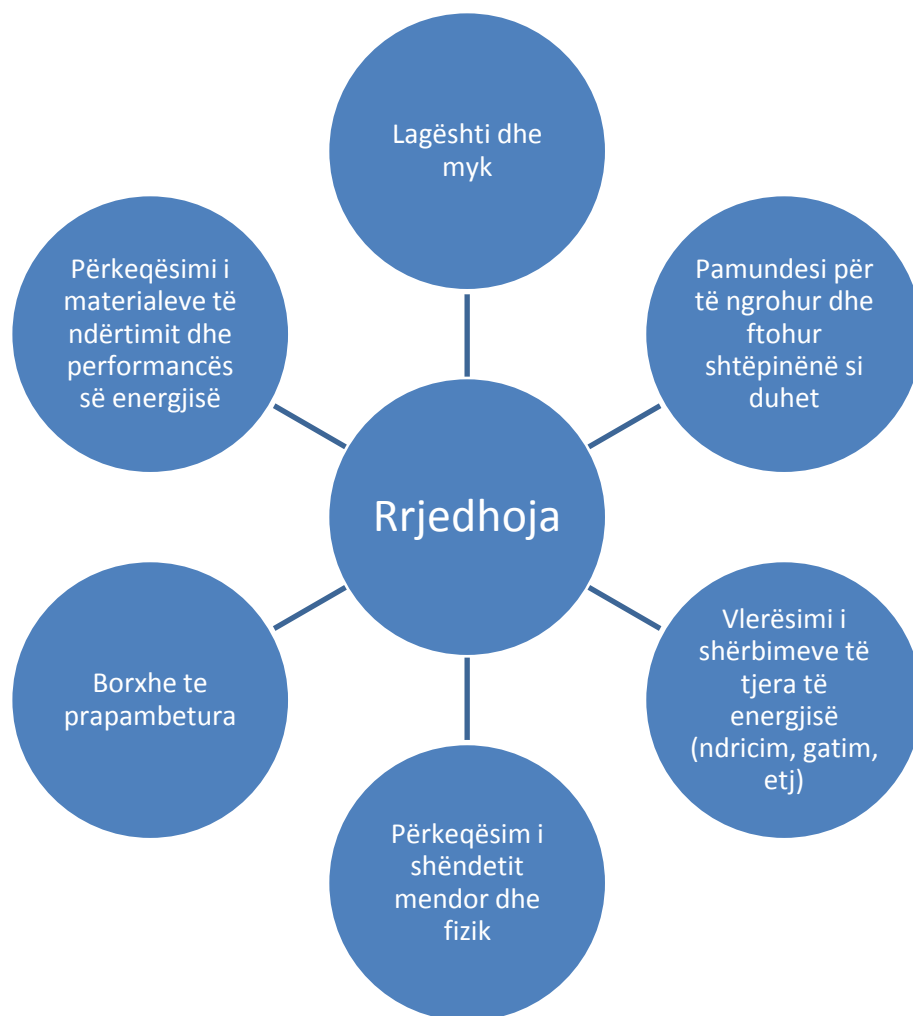 Lagështi dhe
myk
Pamundesi për
të ngrohur dhe
ftohur
shtëpinënë si
duhet
Vlerësimi i
shërbimeve të
tjera të
energjisë
(ndricim, gatim,
etj)
Përkeqësim i
shëndetit
mendor dhe
fizik
Borxhe te
prapambetura
Përkeqësimi i
materialeve të
ndërtimit dhe
performancës
së energjisë
Rrjedhoja